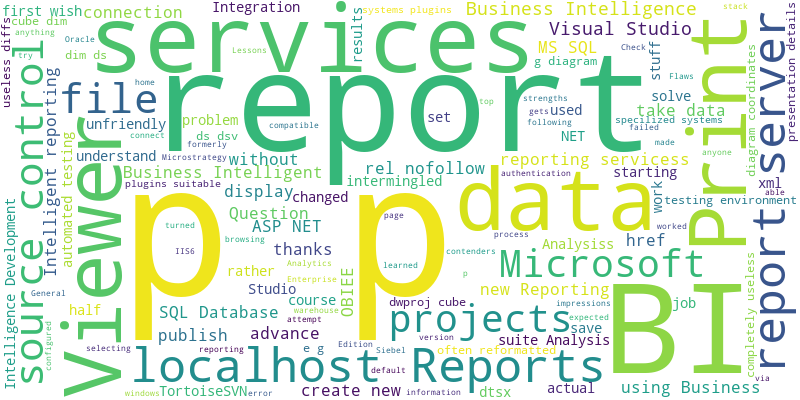 first wish
connection
Integration
services
systems plugins
Business Intelligence
stack
cube dim
anything
Oracle
Lessons
results
Visual Studio
Check
try
dim ds
MS SQL
g diagram
stuff
Flaws
useless diffs
source control
Intelligent reporting
file
report
Print
report server
presentation details
diagram coordinates
home
unfriendly
problem
top
strengths
used
solve
take data
connect
compatible
ds dsv
set
gets
following
specilized systems
automated testing
understand
formerly
NET
failed
made
anyone
Microstrategy
without
rel nofollow
reporting servicess
authentication
starting
completely useless
plugins suitable
Business Intelligent
intermingled
xml
able
Viewer
p p
data
work
testing environment
display
changed
Question
ASP NET
href
turned
page
process
worked
contenders
Analysiss
IIS6
browsing
rather
thanks
Microsoft
BI
General
Analytics
learned
p
Studio
Enterprise
OBIEE
new Reporting
job
Intelligence Development
half
SQL Database
course
warehouse
dwproj cube
impressions
save
publish
advance
attempt
projects
expected
suite Analysis
configured
e g
version
often reformatted
selecting
reporting
Edition
Siebel
localhost Reports
default
via
TortoiseSVN
create new
information
dtsx
actual
using Business
windows
error